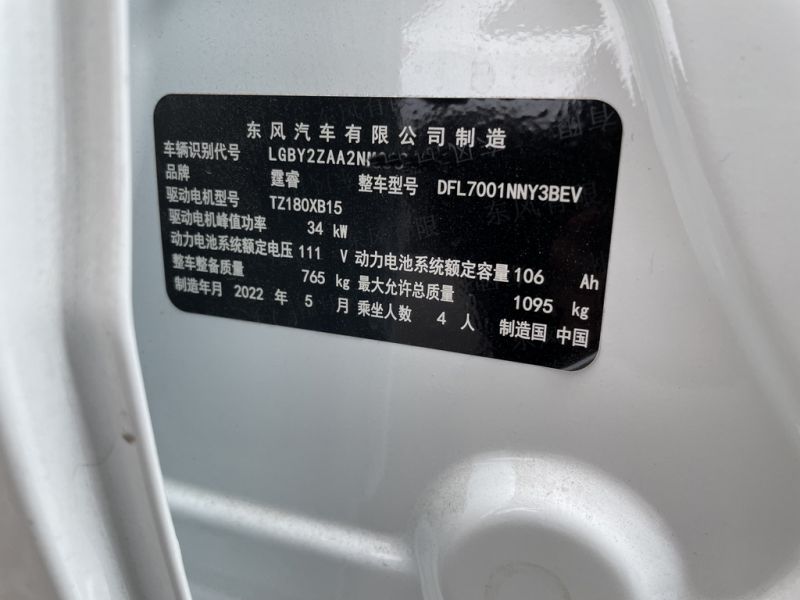 东风汽车有限公司制造
车辆识别代号 LGBY2ZAA2N
品牌 霆睿 整车型号 DFL7001NNY3BEV
驱动电机型号 TZ180XB15
驱动电机峰值功率 34 kW
动力电池系统额定电压 111 V 动力电池系统额定容量 106 Ah
整车整备质量 765 kg 最大允许总质量 1095 kg
制造年月 2022 年 5 月 乘坐人数 4 人 制造国 中国